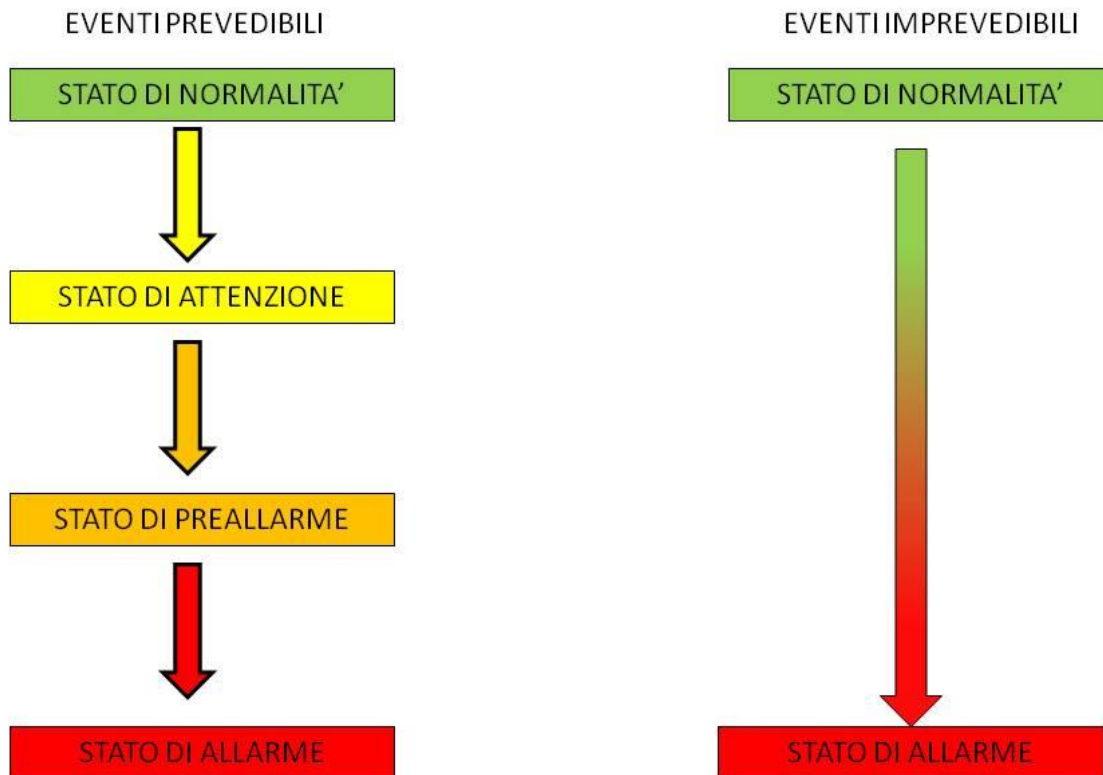 EVENTI PREVEDIBILI
STATO DI NORMALITA'
STATO DI ATTENZIONE
STATO DI PREALLARME
STATO DI ALLARME
EVENTI IMPREVEDIBILI
STATO DI NORMALITA'
STATO DI ALLARME